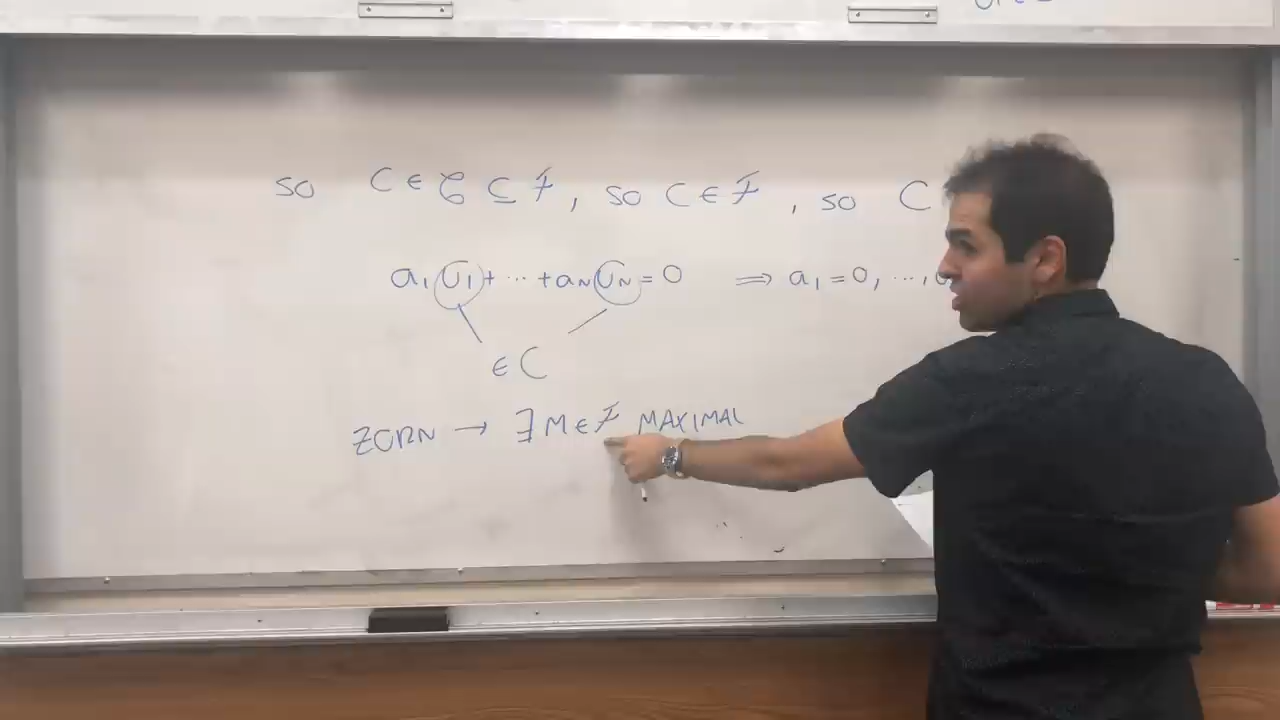 so C ∈ 𝒞 ⊆ ℱ, so C ∈ ℱ, so C
a₁v₁ + ⋯ + aₙvₙ = 0 ⟹ a₁ = 0, ⋯,
∈ C
ZORN → ∃ M ∈ ℱ MAXIMAL